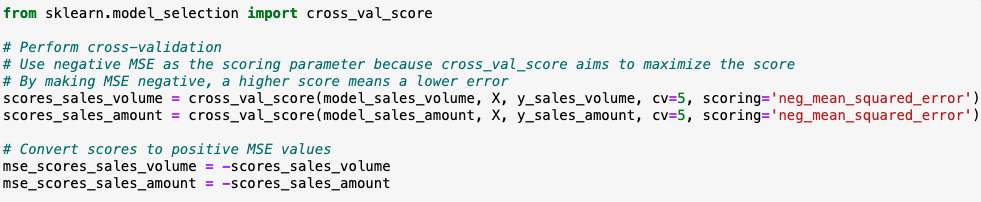 from sklearn.model_selection import cross_val_score
# Perform cross-validation
# Use negative MSE as the scoring parameter because cross_val_score aims to maximize the score
# By making MSE negative, a higher score means a lower error
scores_sales_volume = cross_val_score(model_sales_volume, X, y_sales_volume, cv=5, scoring='neg_mean_squared_error')
scores_sales_amount = cross_val_score(model_sales_amount, X, y_sales_amount, cv=5, scoring='neg_mean_squared_error')
# Convert scores to positive MSE values
mse_scores_sales_volume = -scores_sales_volume
mse_scores_sales_amount = -scores_sales_amount